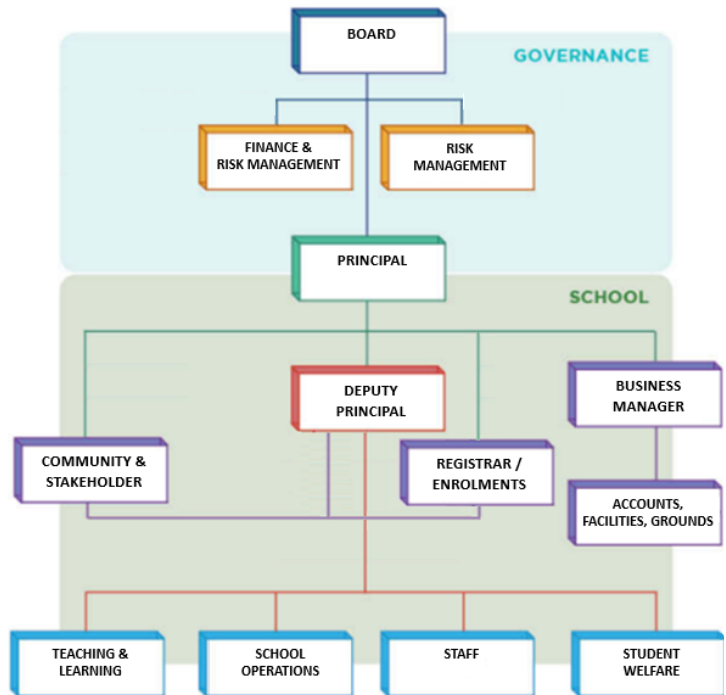 BOARD
GOVERNANCE
FINANCE &
RISK MANAGEMENT
RISK
MANAGEMENT
PRINCIPAL
SCHOOL
DEPUTY
PRINCIPAL
BUSINESS
MANAGER
COMMUNITY &
STAKEHOLDER
REGISTRAR /
ENROLMENTS
ACCOUNTS,
FACILITIES, GROUNDS
TEACHING &
LEARNING
SCHOOL
OPERATIONS
STAFF
STUDENT
WELFARE